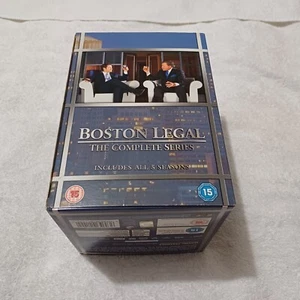 BOSTON LEGAL
THE COMPLETE SERIES
INCLUDES ALL 5 SEASONS
15
15